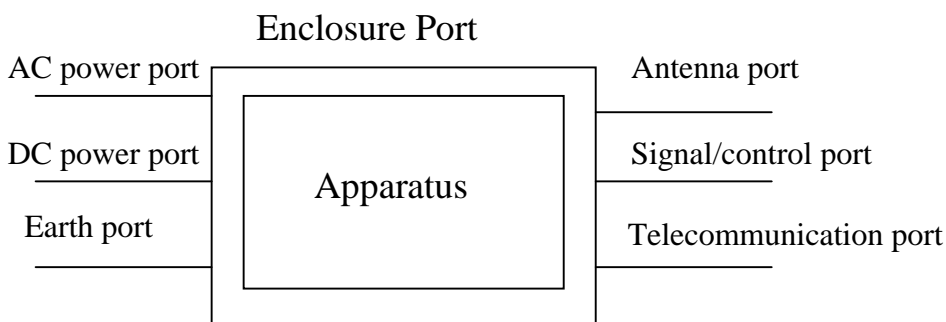 Enclosure Port
AC power port
Antenna port
DC power port
Signal/control port
Apparatus
Earth port
Telecommunication port